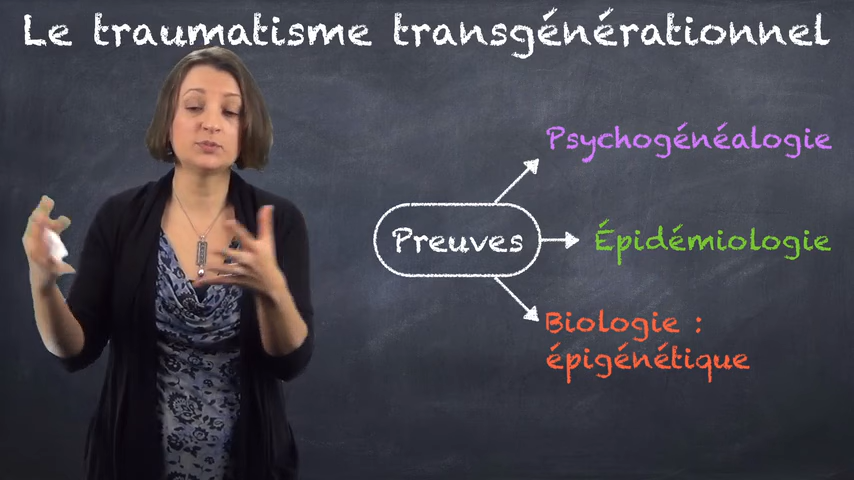 Le traumatisme transgénérationnel
Psychogénéalogie
Preuves
Épidémiologie
Biologie :
épigénétique